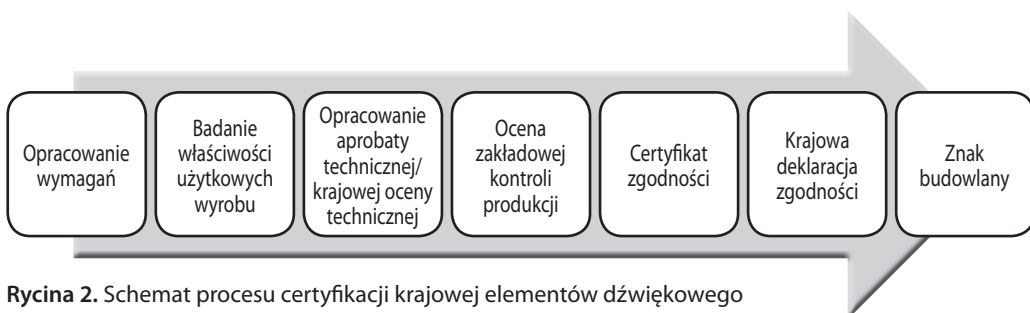 Opracowanie
wymagań
Badanie
właściwości
użytkowych
wyrobu
Opracowanie
aprobaty
technicznej/
krajowej oceny
technicznej
Ocena
zakładowej
kontroli
produkcji
Certyfikat
zgodności
Krajowa
deklaracja
zgodności
Znak
budowlany
Rycina 2. Schemat procesu certyfikacji krajowej elementów dźwiękowego